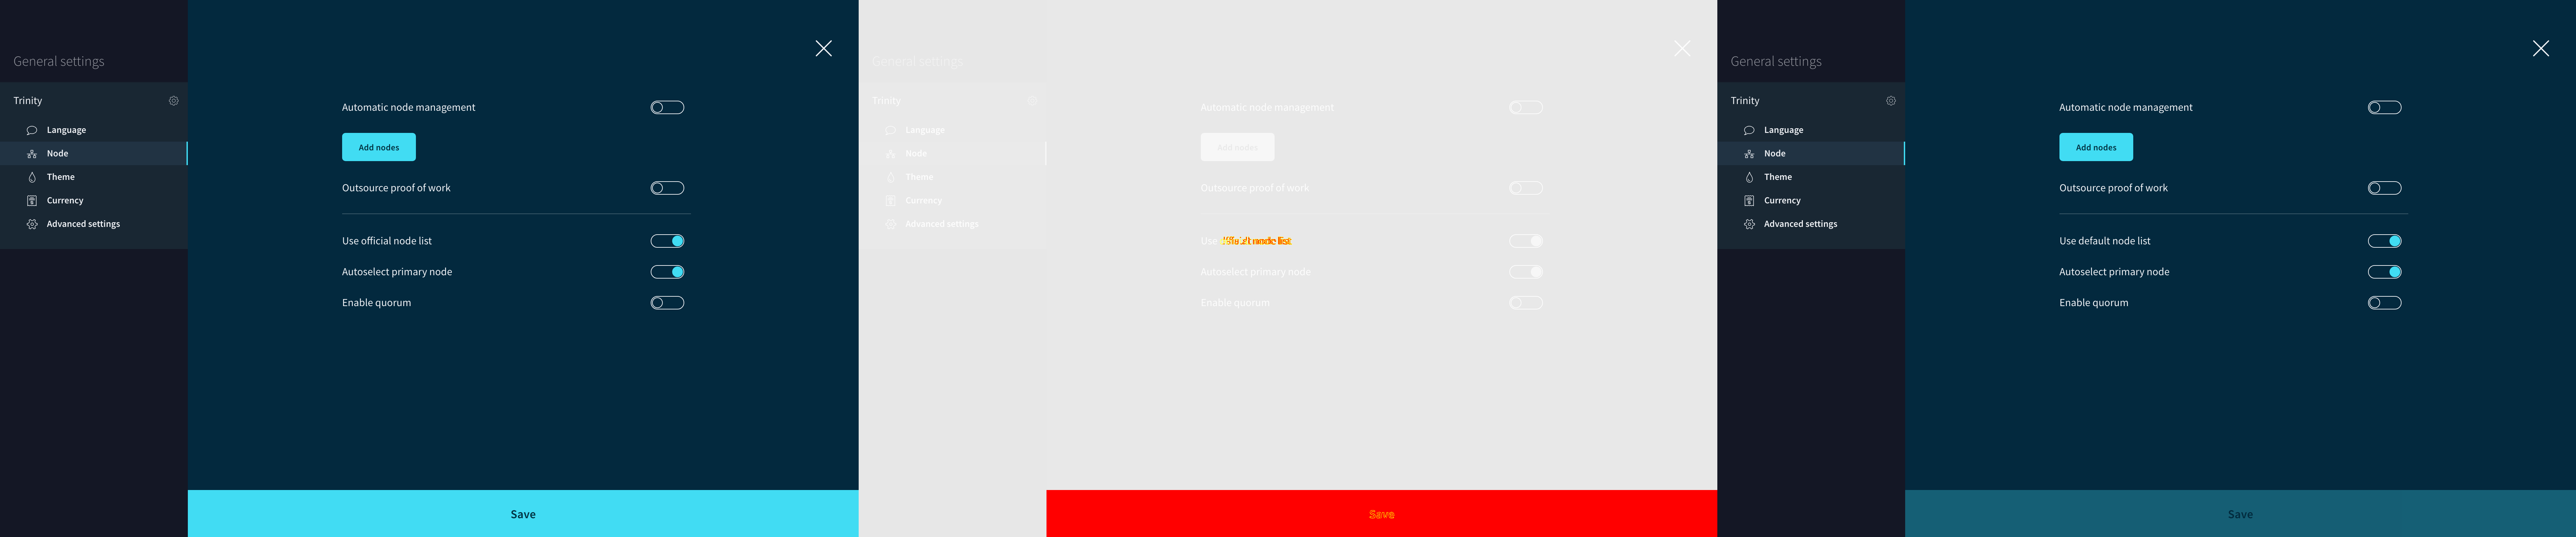 General settings
Trinity
Language
Node
Theme
Currency
Advanced settings
Automatic node management
Add nodes
Outsource proof of work
Use official node list
Autoselect primary node
Enable quorum
Save
General settings
Trinity
Language
Node
Theme
Currency
Advanced settings
Automatic node management
Add nodes
Outsource proof of work
Use node list
Autoselect primary node
Enable quorum
Save
General settings
Trinity
Language
Node
Theme
Currency
Advanced settings
Automatic node management
Add nodes
Outsource proof of work
Use default node list
Autoselect primary node
Enable quorum
Save